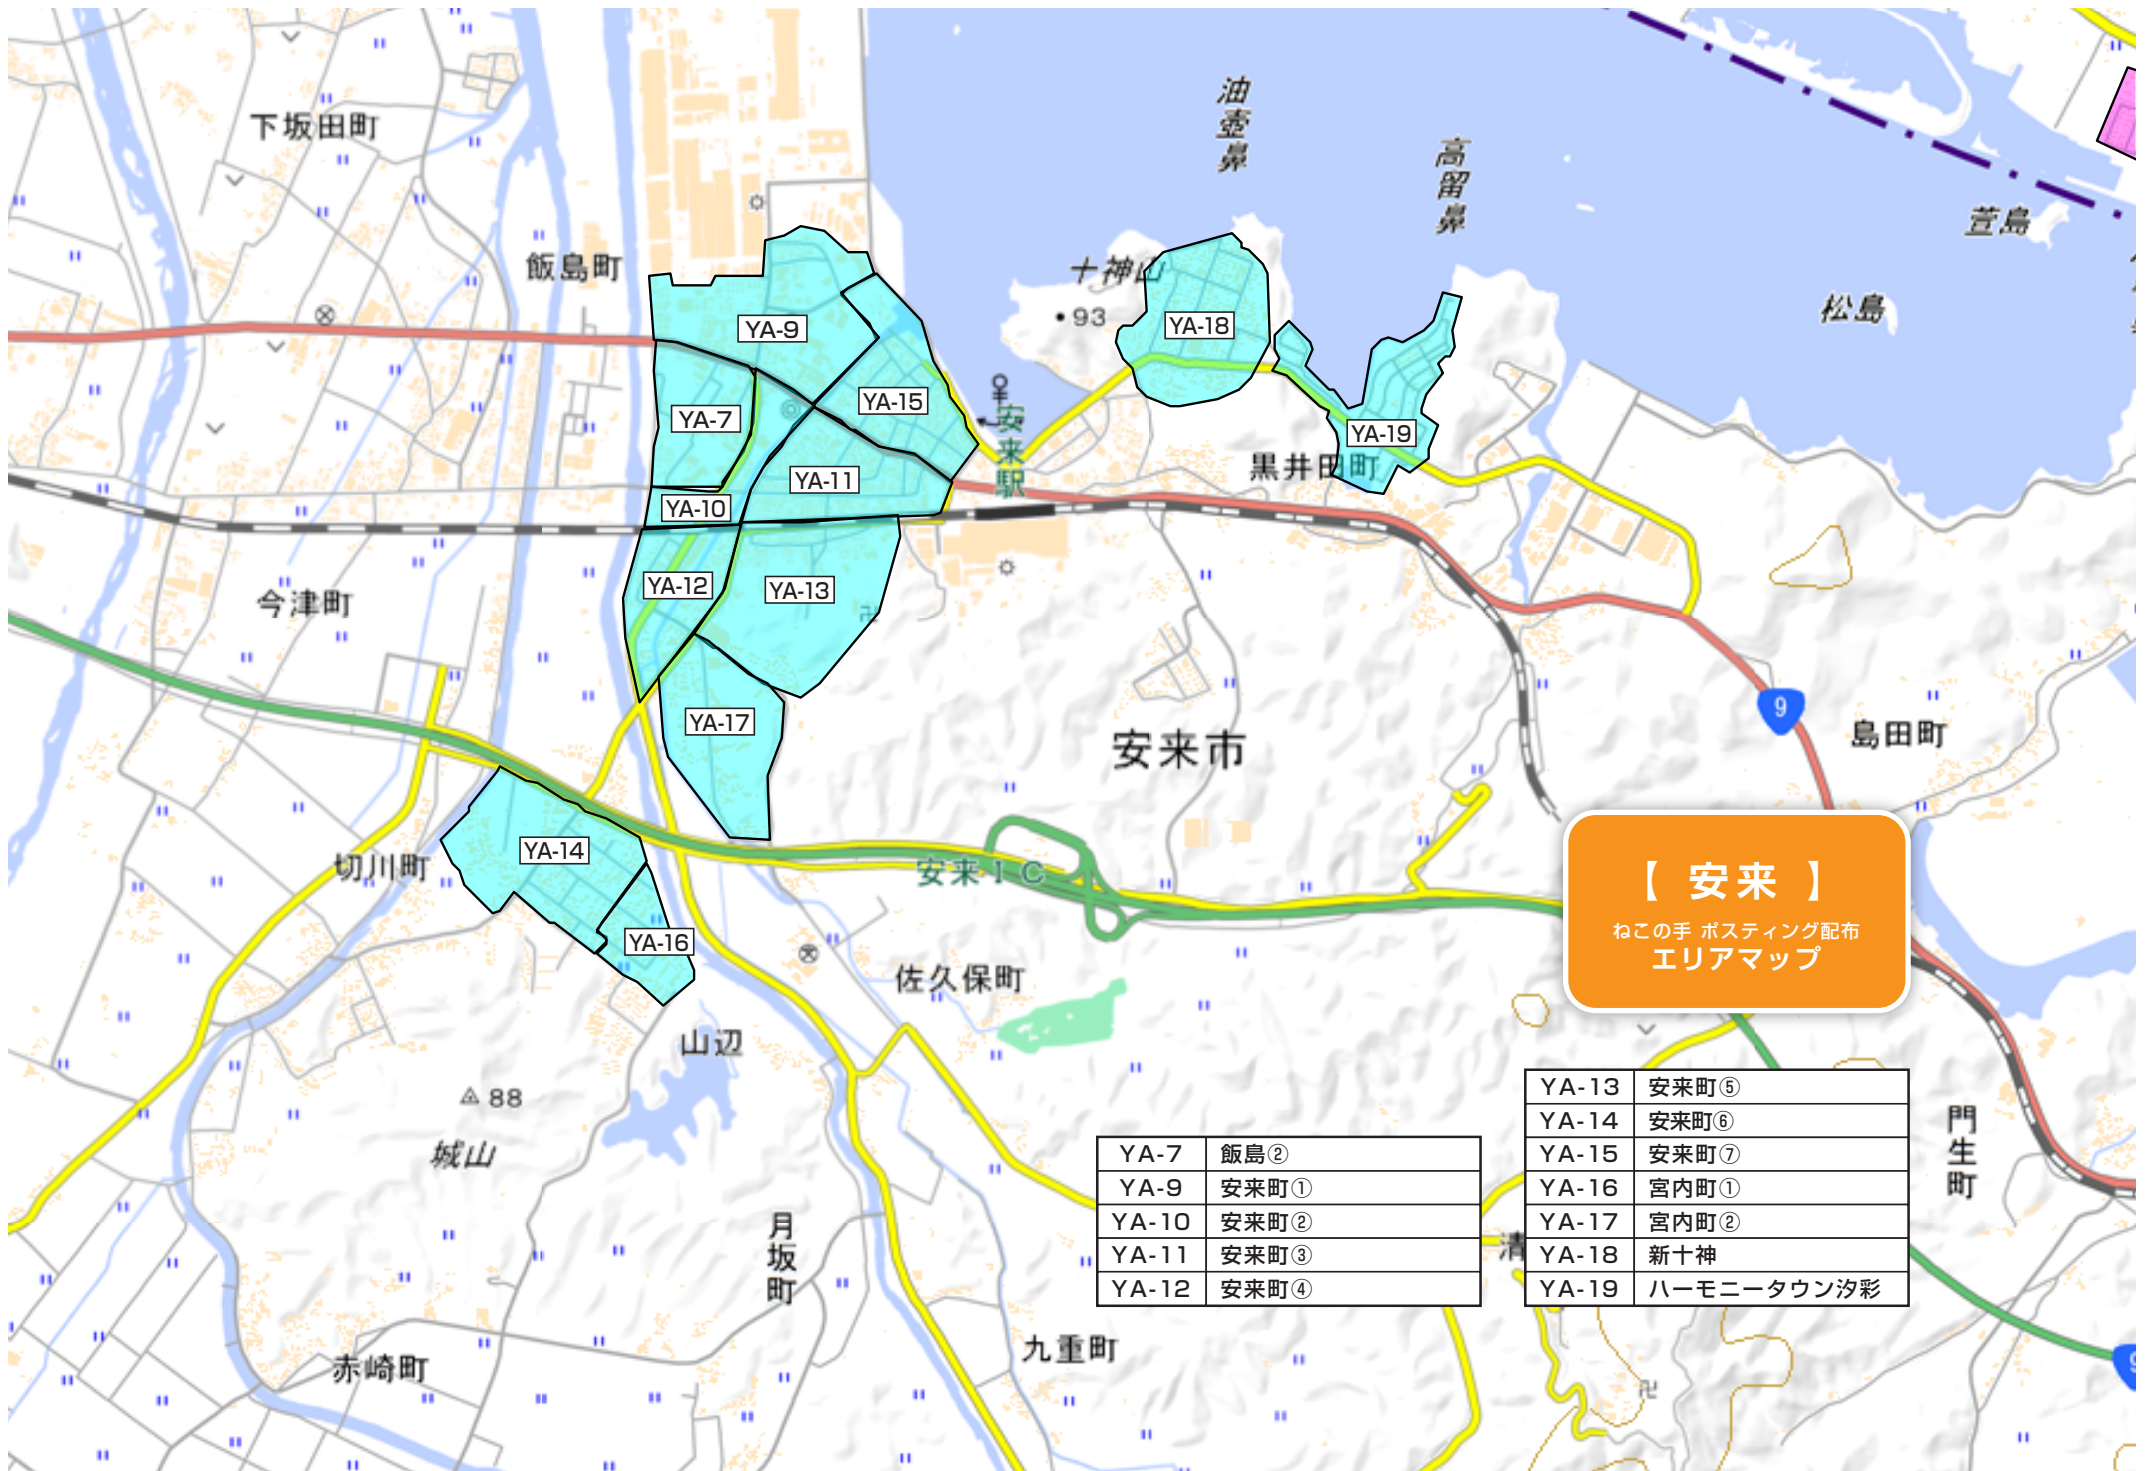 油壺鼻
高留鼻
下坂田町
萱島
飯島町
十神山
93
松島
YA-9
YA-18
YA-15
YA-7
YA-19
安来駅
黒井田町
YA-11
YA-10
YA-12
YA-13
今津町
YA-17
安来市
9
島田町
YA-14
切川町
安来IC
YA-16
佐久保町
【 安来 】
ねこの手 ポスティング配布
エリアマップ
山辺
88
城山
月坂町
九重町
赤崎町
門生町
清
9
YA-7 飯島②
YA-9 安来町①
YA-10 安来町②
YA-11 安来町③
YA-12 安来町④
YA-13 安来町⑤
YA-14 安来町⑥
YA-15 安来町⑦
YA-16 宮内町①
YA-17 宮内町②
YA-18 新十神
YA-19 ハーモニータウン汐彩